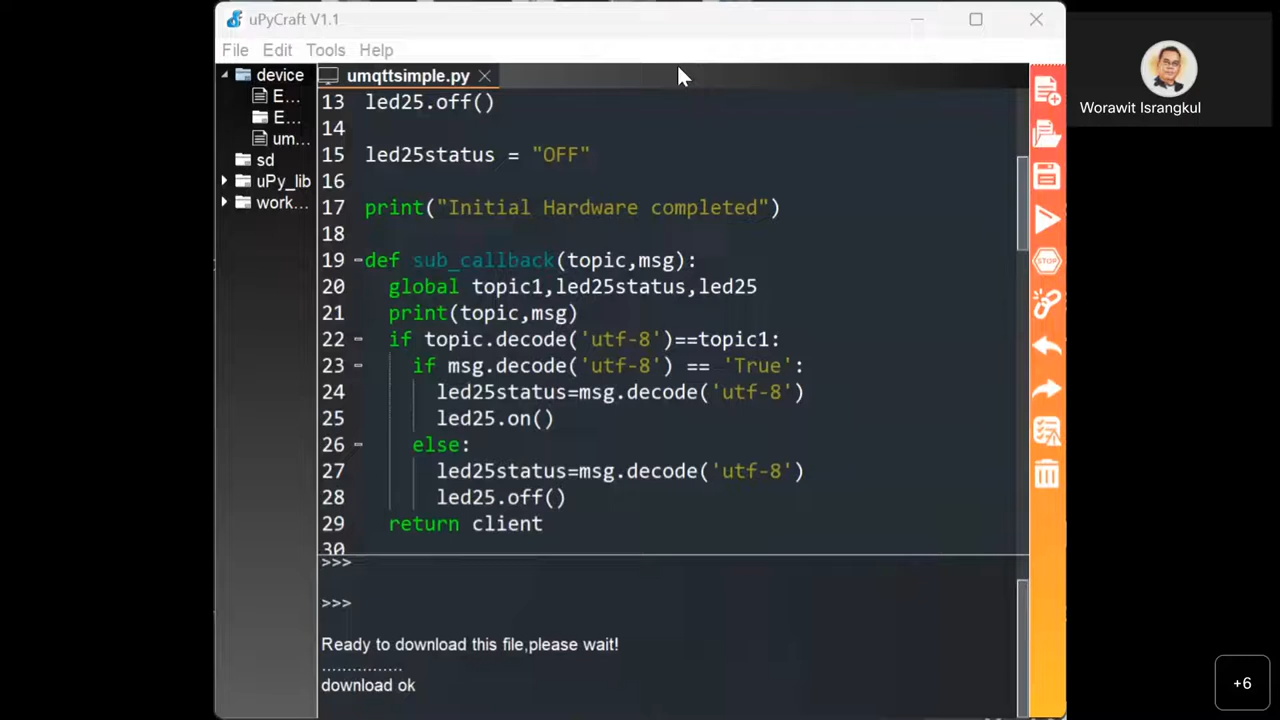 uPyCraft V1.1
File Edit Tools Help
device
E...
E...
um...
sd
uPy_lib
work...
umqttsimple.py
13 led25.off()
14
15 led25status = "OFF"
16
17 print("Initial Hardware completed")
18
19 def sub_callback(topic,msg):
20 global topic1,led25status,led25
21 print(topic,msg)
22 if topic.decode('utf-8')==topic1:
23 if msg.decode('utf-8') == 'True':
24 led25status=msg.decode('utf-8')
25 led25.on()
26 else:
27 led25status=msg.decode('utf-8')
28 led25.off()
29 return client
30
>>>
>>>
Ready to download this file,please wait!
...............
download ok
STOP
Worawit Israngkul
+6